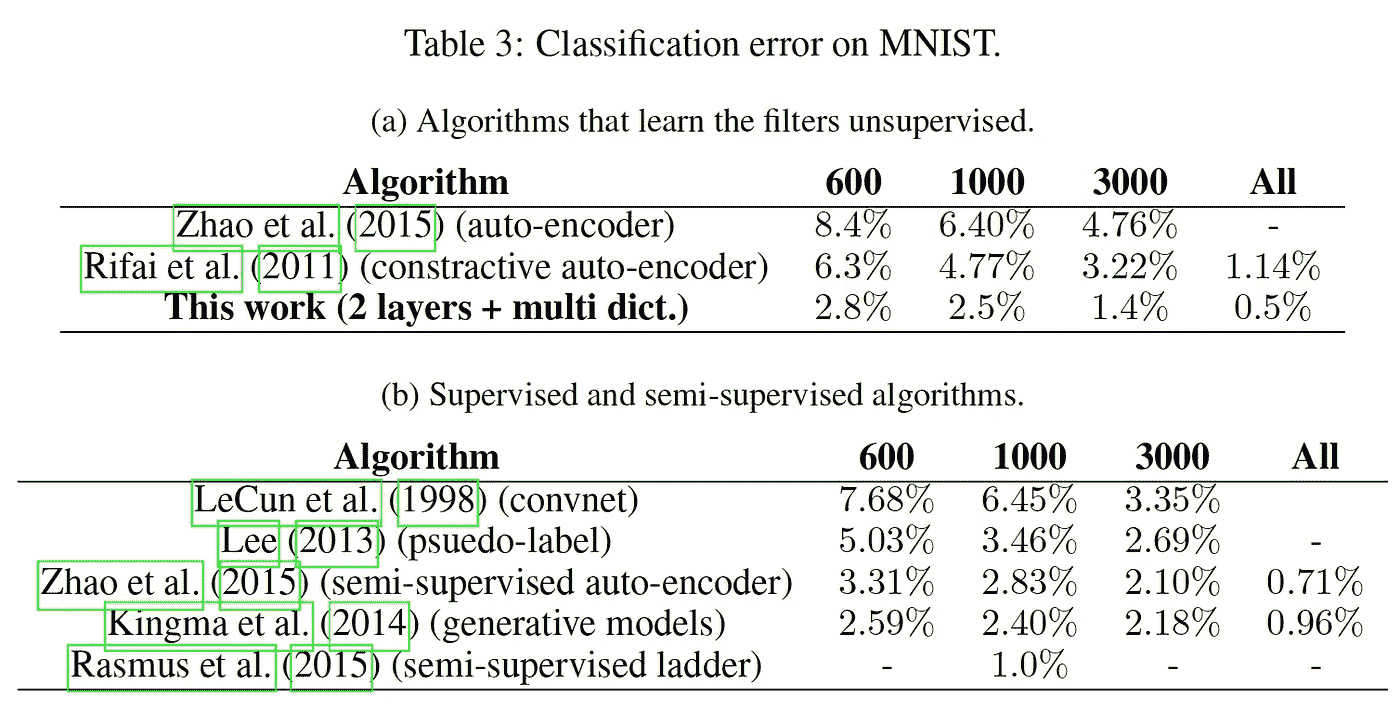 Table 3: Classification error on MNIST.
(a) Algorithms that learn the filters unsupervised.
Algorithm 600 1000 3000 All
Zhao et al. (2015) (auto-encoder) 8.4% 6.40% 4.76% -
Rifai et al. (2011) (constractive auto-encoder) 6.3% 4.77% 3.22% 1.14%
This work (2 layers + multi dict.) 2.8% 2.5% 1.4% 0.5%
(b) Supervised and semi-supervised algorithms.
Algorithm 600 1000 3000 All
LeCun et al. (1998) (convnet) 7.68% 6.45% 3.35%
Lee (2013) (psuedo-label) 5.03% 3.46% 2.69% -
Zhao et al. (2015) (semi-supervised auto-encoder) 3.31% 2.83% 2.10% 0.71%
Kingma et al. (2014) (generative models) 2.59% 2.40% 2.18% 0.96%
Rasmus et al. (2015) (semi-supervised ladder) - 1.0% - -